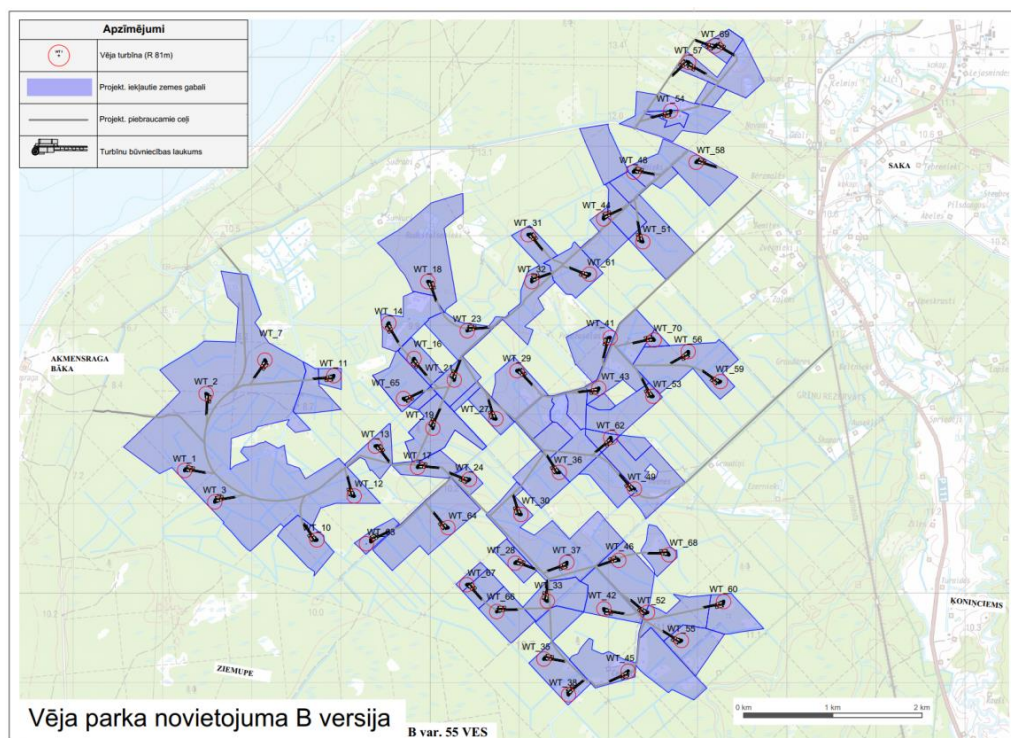 Apzīmējumi
WT I
Vēja turbīna (R 81m)
Projekt. iekļautie zemes gabali
Projekt. piebraucamie ceļi
Turbīnu būvniecības laukums
WT_69
WT_57
WT_54
WT_58
WT_48
SAKA
WT_44
WT_51
WT_31
WT_61
WT_32
WT_18
WT_14
WT_23
WT_41
WT_70
WT_56
WT_7
WT_16
WT_29
AKMENSRAGA
BĀKA
WT_11
WT_21
WT_59
WT_43
WT_53
WT_2
WT_65
WT_27
WT_19
WT_62
WT_13
WT_1
WT_17
WT_24
WT_36
WT_49
WT_3
WT_12
WT_30
WT_64
WT_10
WT_63
WT_28
WT_37
WT_46
WT_68
WT_67
WT_33
WT_42
WT_60
WT_66
WT_52
ĶONIŅCIEMS
WT_55
WT_35
WT_45
ZIEMUPE
WT_38
0 km
1 km
2 km
Vēja parka novietojuma B versija
B var. 55 VES